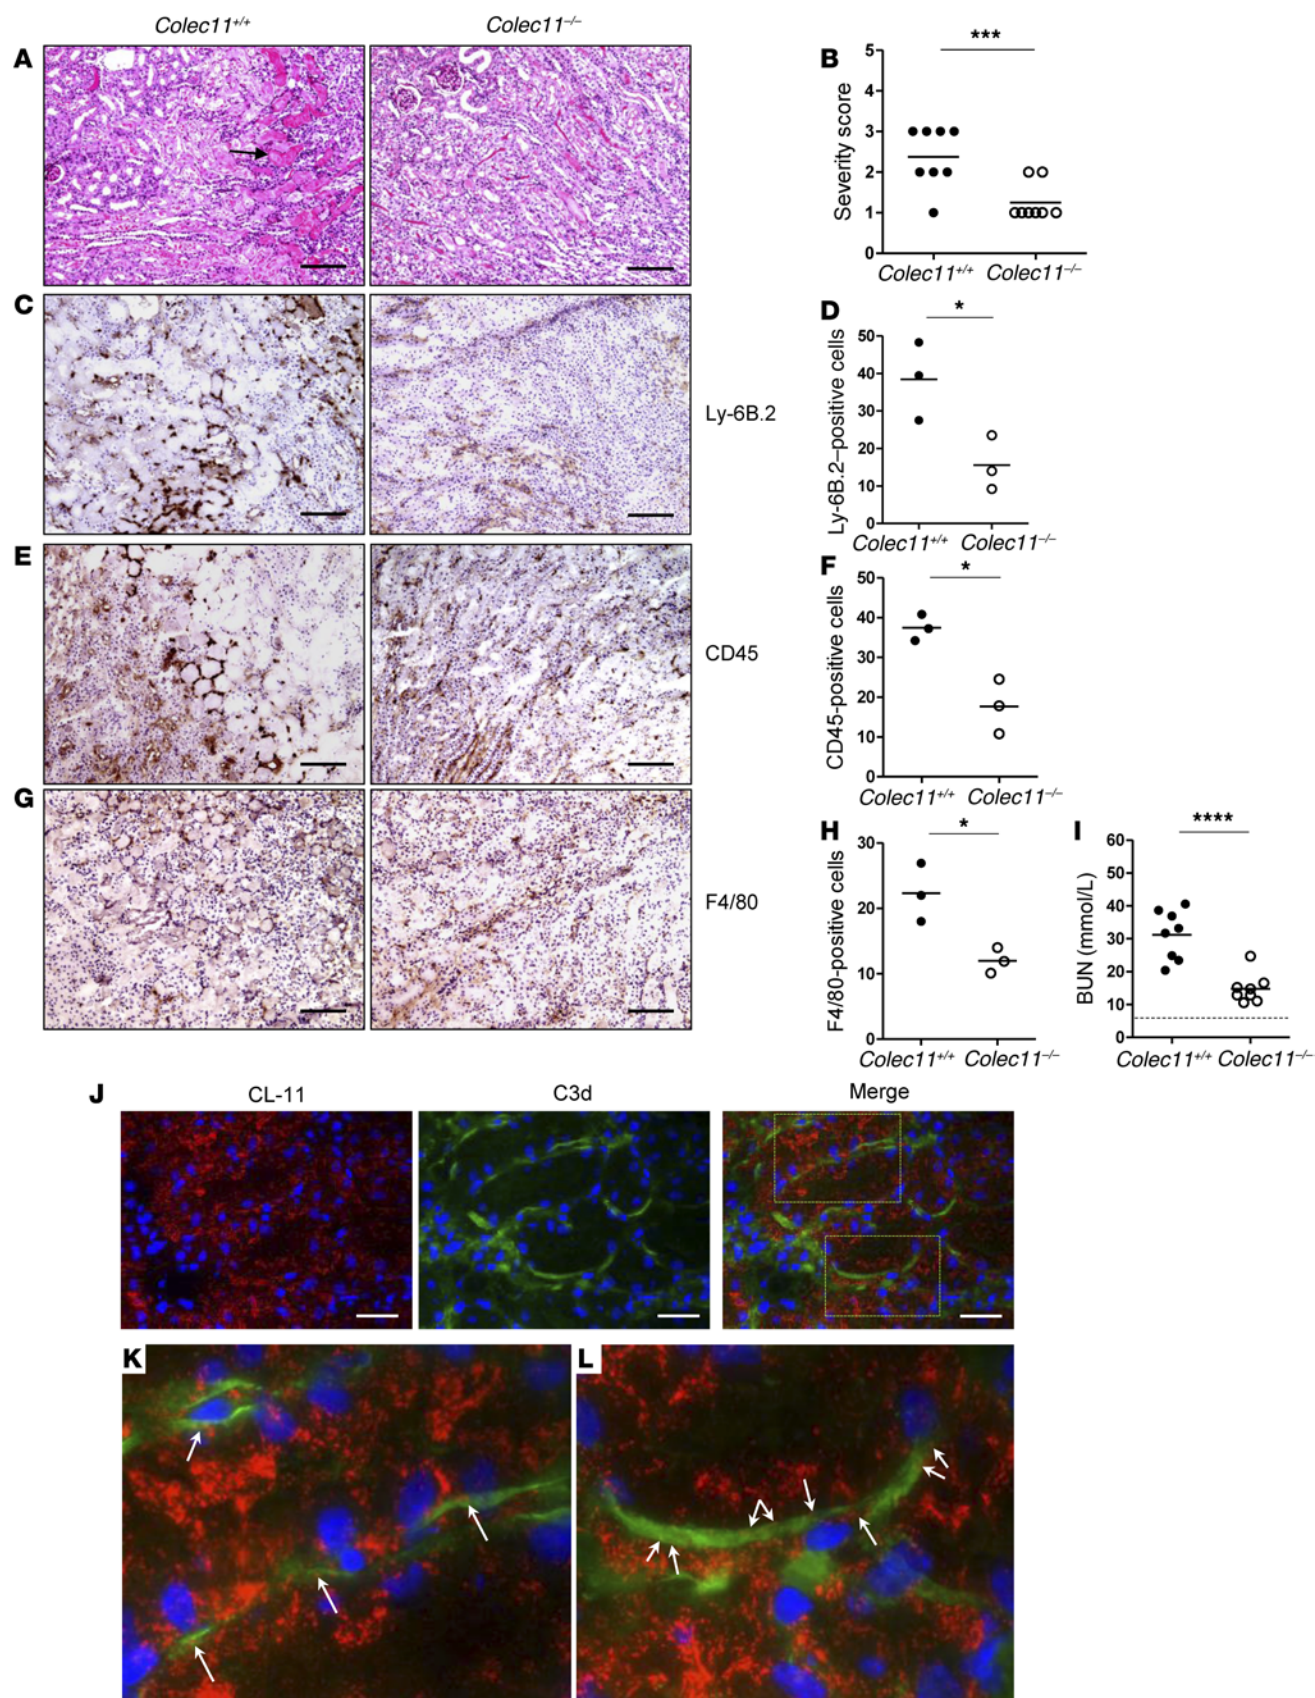 Colec11+/+ Colec11−/−
A
B
***
5
4
3
2
1
0
Severity score
Colec11+/+ Colec11−/−
C
Ly-6B.2
D
*
50
40
30
20
10
0
Ly-6B.2–positive cells
Colec11+/+ Colec11−/−
E
CD45
F
*
50
40
30
20
10
0
CD45-positive cells
Colec11+/+ Colec11−/−
G
F4/80
H
*
30
20
10
0
F4/80-positive cells
Colec11+/+ Colec11−/−
I
****
60
50
40
30
20
10
0
BUN (mmol/L)
Colec11+/+ Colec11−/−
J
CL-11 C3d Merge
K
L